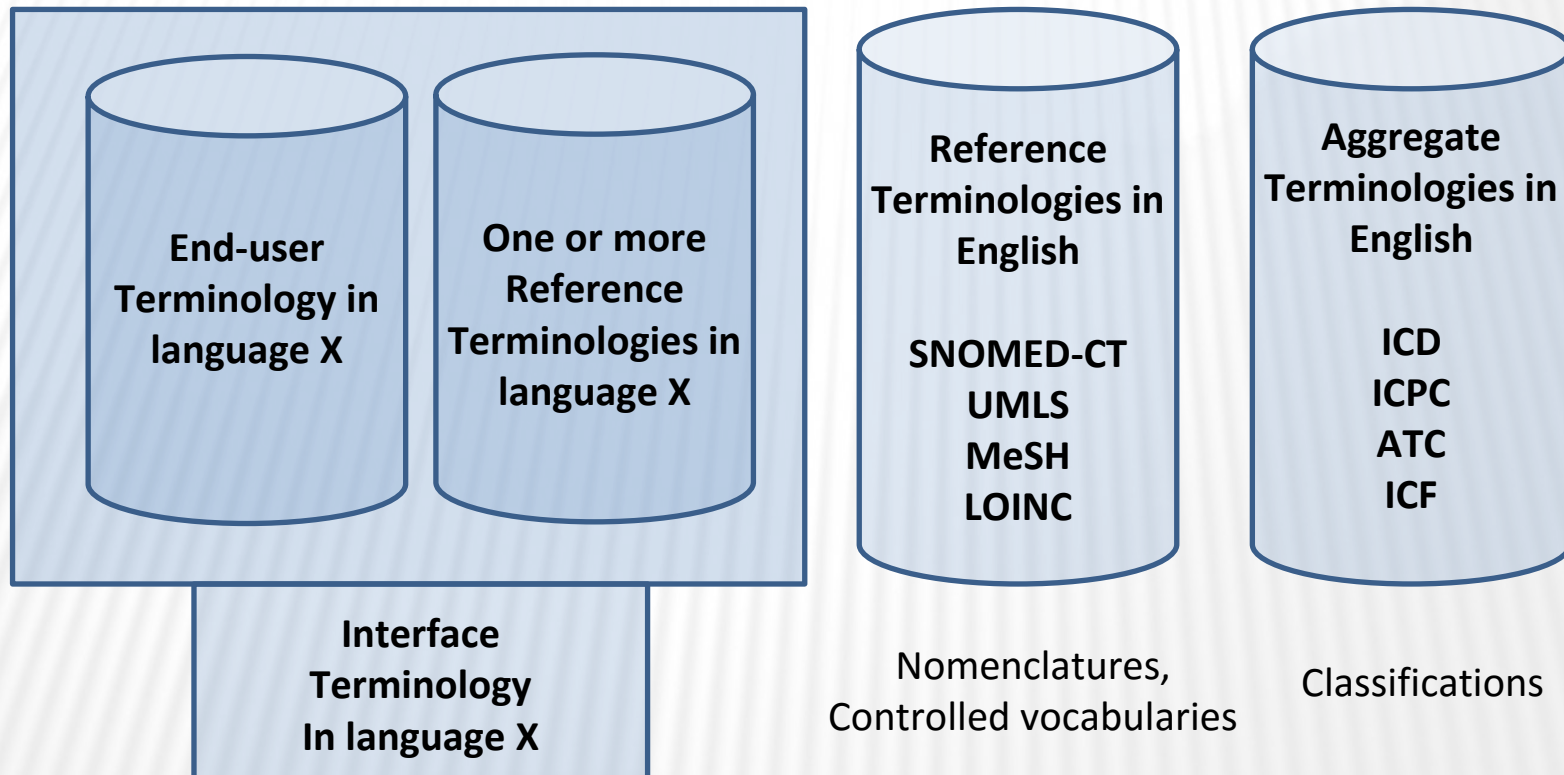 End-user
Terminology in
language X
One or more
Reference
Terminologies in
language X
Reference
Terminologies in
English
SNOMED-CT
UMLS
MeSH
LOINC
Aggregate
Terminologies in
English
ICD
ICPC
ATC
ICF
Interface
Terminology
In language X
Nomenclatures,
Controlled vocabularies
Classifications